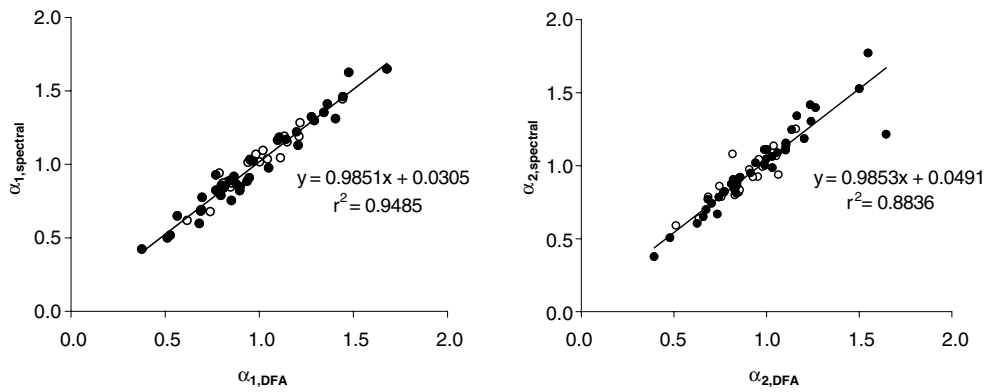 2.0
1.5
1.0
0.5
0.0
0.0
0.5
1.0
1.5
2.0
α1,spectral
α1,DFA
y = 0.9851x + 0.0305
r² = 0.9485
2.0
1.5
1.0
0.5
0.0
0.0
0.5
1.0
1.5
2.0
α2,spectral
α2,DFA
y = 0.9853x + 0.0491
r² = 0.8836